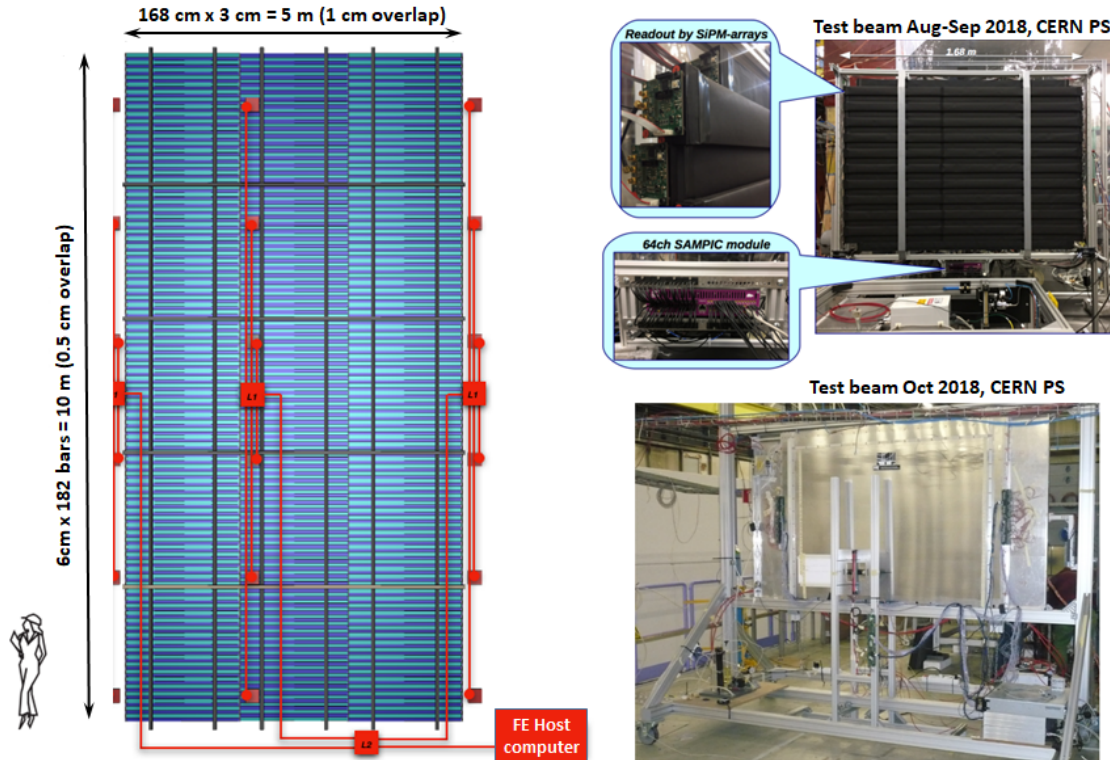 168 cm x 3 cm = 5 m (1 cm overlap)
6cm x 182 bars = 10 m (0.5 cm overlap)
L1
L1
L2
FE Host
computer
Readout by SiPM-arrays
Test beam Aug-Sep 2018, CERN PS
1.68 m
64ch SAMPIC module
Test beam Oct 2018, CERN PS